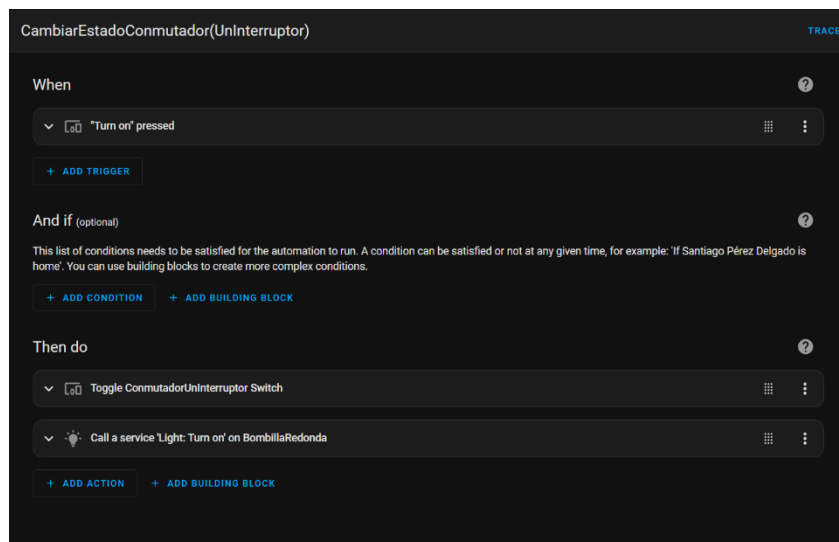 CambiarEstadoConmutador(UnInterruptor)
TRACE
When
"Turn on" pressed
+ ADD TRIGGER
And if (optional)
This list of conditions needs to be satisfied for the automation to run. A condition can be satisfied or not at any given time, for example: 'If Santiago Pérez Delgado is
home'. You can use building blocks to create more complex conditions.
+ ADD CONDITION + ADD BUILDING BLOCK
Then do
Toggle ConmutadorUnInterruptor Switch
Call a service 'Light: Turn on' on BombillaRedonda
+ ADD ACTION + ADD BUILDING BLOCK